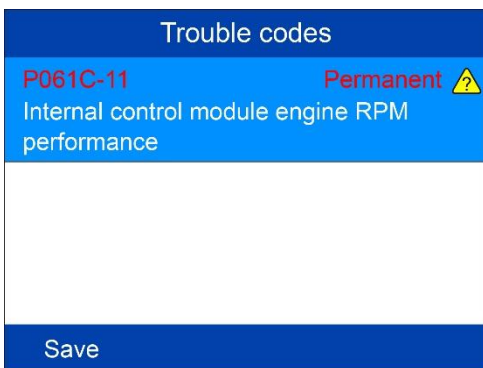 Trouble codes
P061C-11 Permanent ?
Internal control module engine RPM
performance
Save